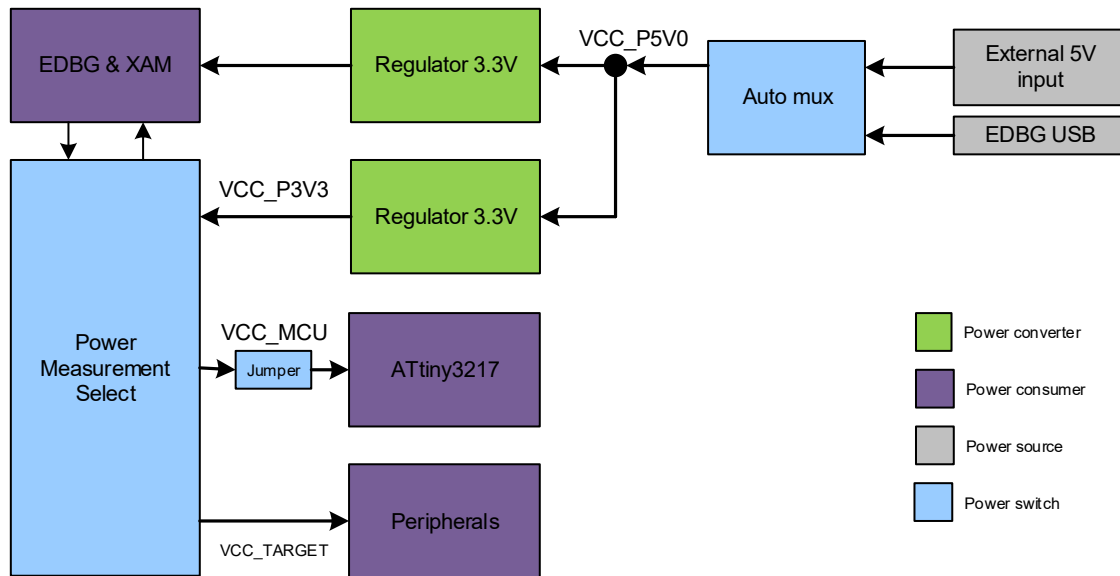 EDBG & XAM
Regulator 3.3V
VCC_P5V0
Auto mux
External 5V
input
EDBG USB
VCC_P3V3
Regulator 3.3V
Power
Measurement
Select
VCC_MCU
Jumper
ATtiny3217
Peripherals
VCC_TARGET
Power converter
Power consumer
Power source
Power switch